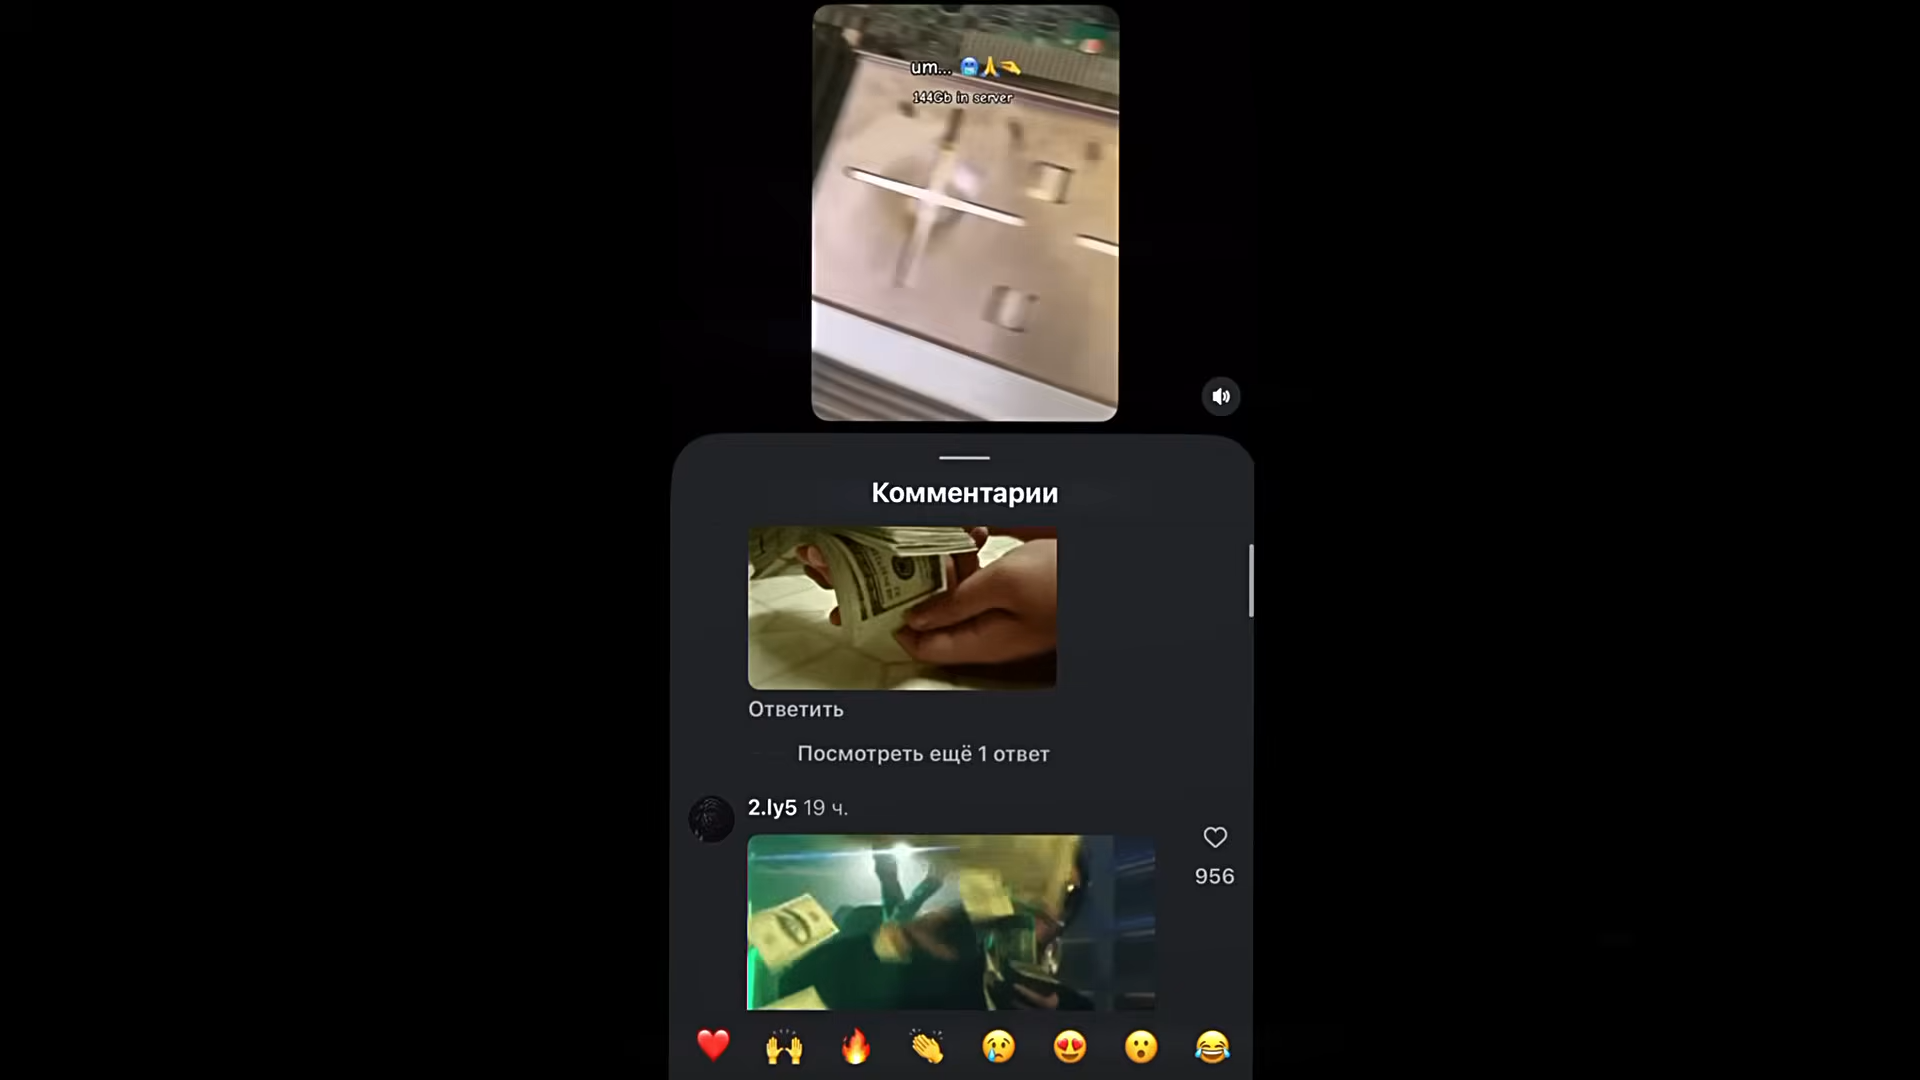 um... 🥶🙏🫴
144Gb in server
Комментарии
Ответить
Посмотреть ещё 1 ответ
2.ly5 19 ч.
956